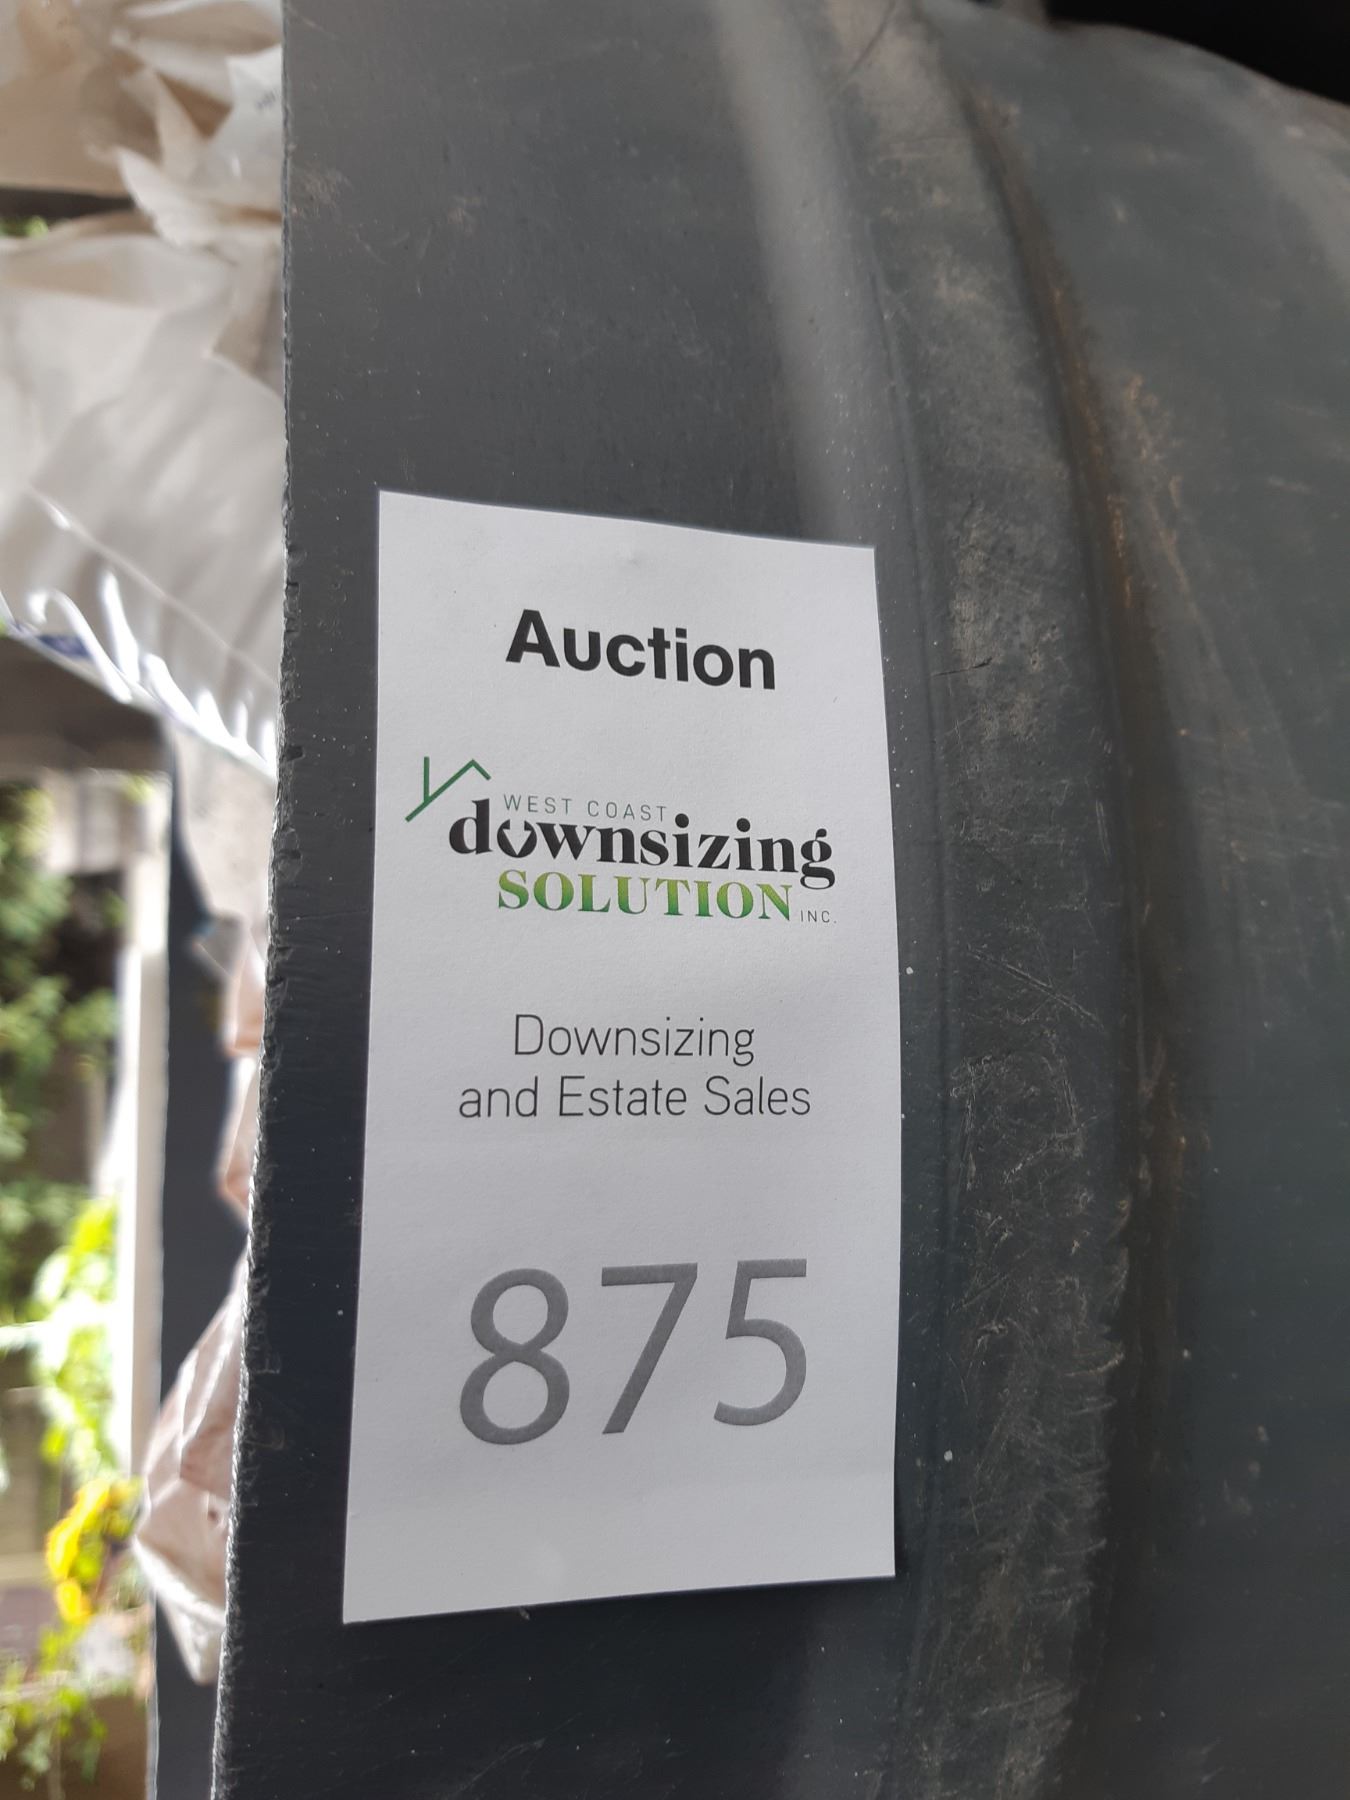 Auction
WEST COAST
downsizing
SOLUTION INC.
Downsizing
and Estate Sales
875